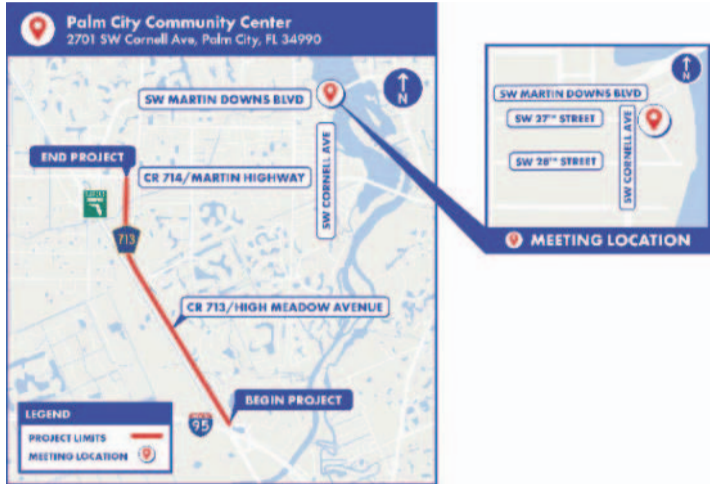 Palm City Community Center
2701 SW Cornell Ave, Palm City, FL 34990
N
SW MARTIN DOWNS BLVD
SW CORNELL AVE
END PROJECT
CR 714/MARTIN HIGHWAY
713
CR 713/HIGH MEADOW AVENUE
BEGIN PROJECT
95
LEGEND
PROJECT LIMITS
MEETING LOCATION
N
SW MARTIN DOWNS BLVD
SW 27TH STREET
SW CORNELL AVE
SW 28TH STREET
MEETING LOCATION